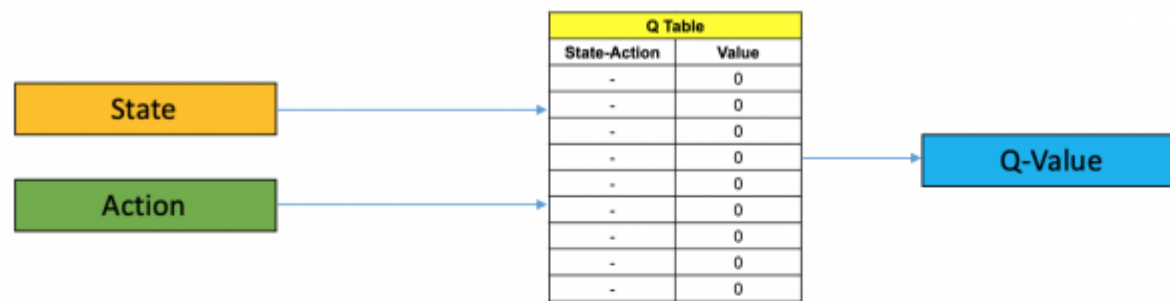 Q Table
State-Action Value
- 0
- 0
- 0
- 0
- 0
- 0
- 0
- 0
- 0
State
Action
Q-Value